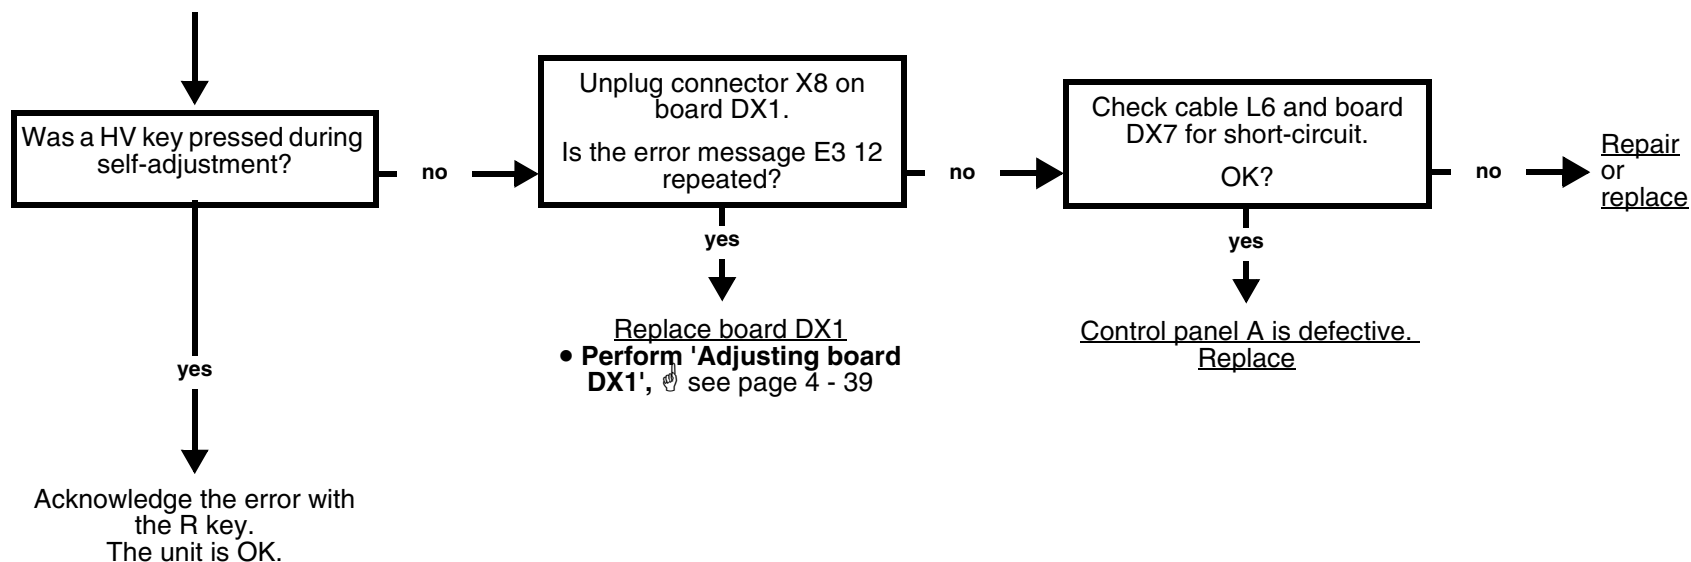 Was a HV key pressed during
self-adjustment?
no
yes
Acknowledge the error with
the R key.
The unit is OK.
Unplug connector X8 on
board DX1.
Is the error message E3 12
repeated?
no
yes
Replace board DX1
• Perform 'Adjusting board
DX1', ☝ see page 4 - 39
Check cable L6 and board
DX7 for short-circuit.
OK?
no
yes
Control panel A is defective.
Replace
Repair
or
replace